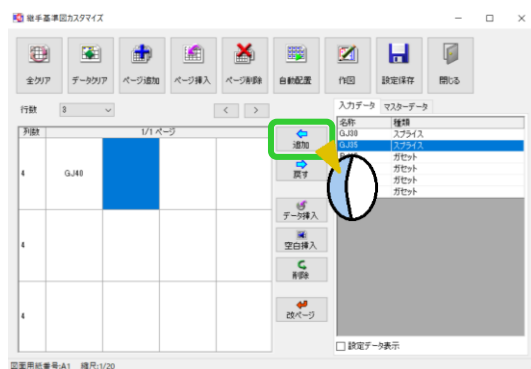 継手基準図カスタマイズ
全クリア データクリア ページ追加 ページ挿入 ページ削除 自動配置 作図 設定保存 閉じる
行数 3 < >
入力データ マスターデータ
列数 1/1 ページ
名称 種類
GJ30 スプライス
GJ35 スプライス
ガセット
ガセット
ガセット
ガセット
追加
戻す
4 GJ40
データ挿入
空白挿入
4
削除
改ページ
4
設定データ表示
図面用紙番号:A1 縮尺:1/20